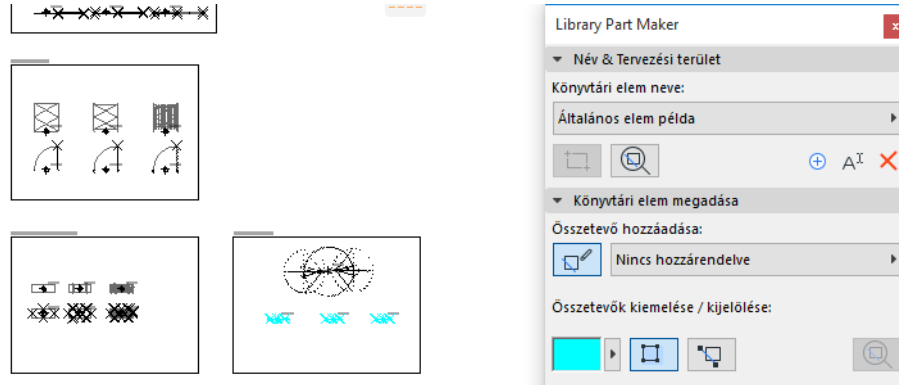 Library Part Maker
Név & Tervezési terület
Könyvtári elem neve:
Általános elem példa
Könyvtári elem megadása
Összetevő hozzáadása:
Nincs hozzárendelve
Összetevők kiemelése / kijelölése: